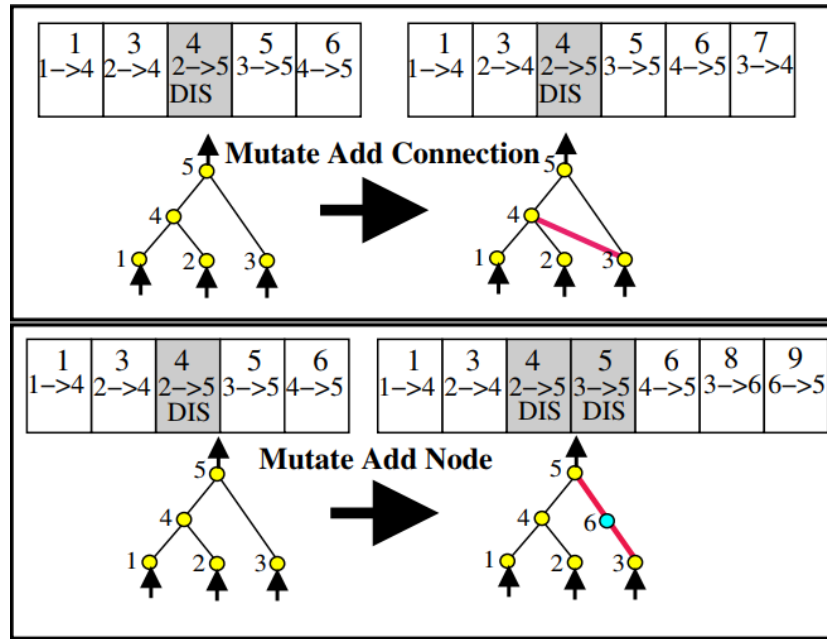 1 3 4 5 6
1->4 2->4 2->5 3->5 4->5
DIS
1 3 4 5 6 7
1->4 2->4 2->5 3->5 4->5 3->4
DIS
Mutate Add Connection
5
4
1 2 3
5
4
1 2 3
1 3 4 5 6
1->4 2->4 2->5 3->5 4->5
DIS
1 3 4 5 6 8 9
1->4 2->4 2->5 3->5 4->5 3->6 6->5
DIS DIS
Mutate Add Node
5
4
1 2 3
5
4 6
1 2 3